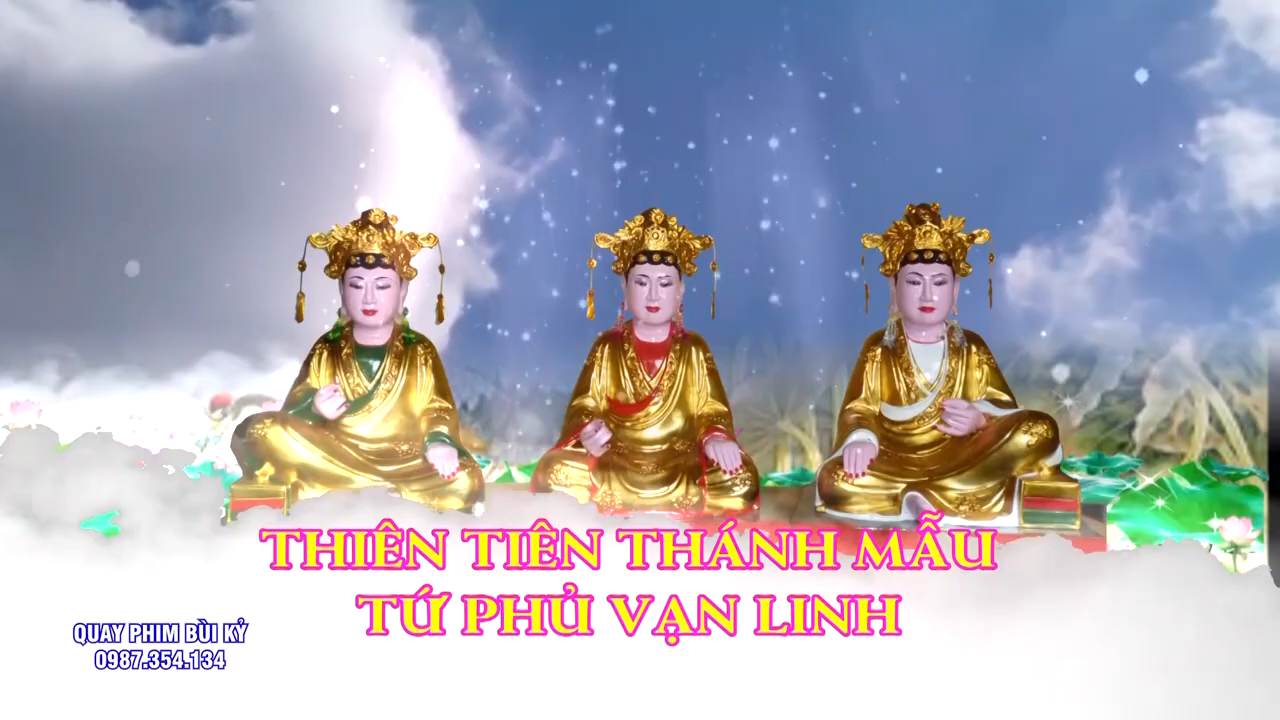 THIÊN TIÊN THÁNH MẪU
TỨ PHỦ VẠN LINH
QUAY PHIM BÙI KỶ
0987.354.134